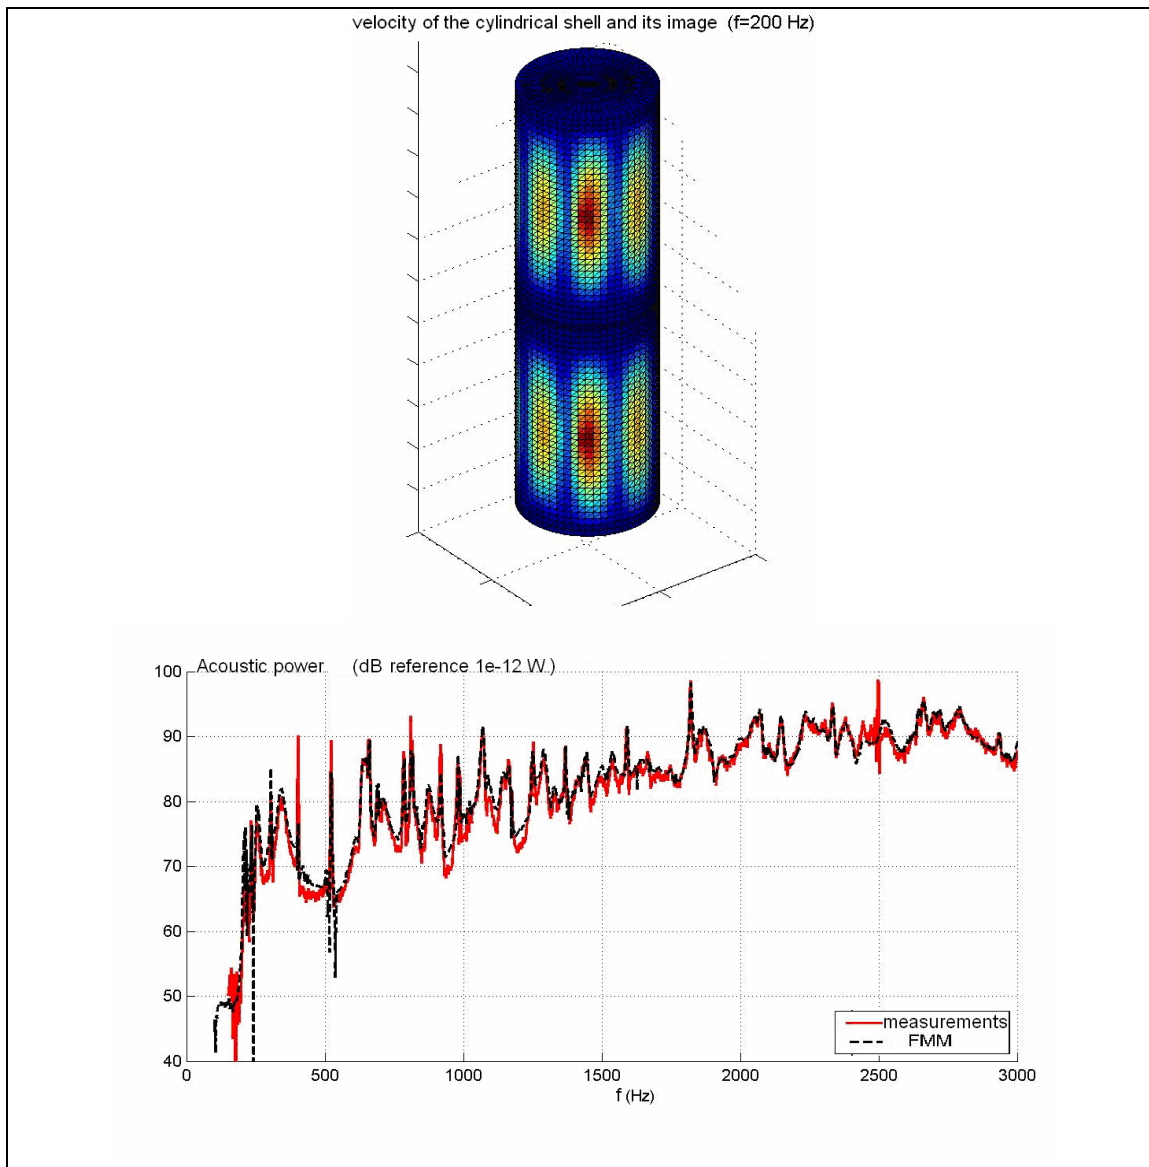 velocity of the cylindrical shell and its image (f=200 Hz)
Acoustic power (dB reference 1e-12 W.)
100
90
80
70
60
50
40
0 500 1000 1500 2000 2500 3000
f (Hz)
measurements
FMM